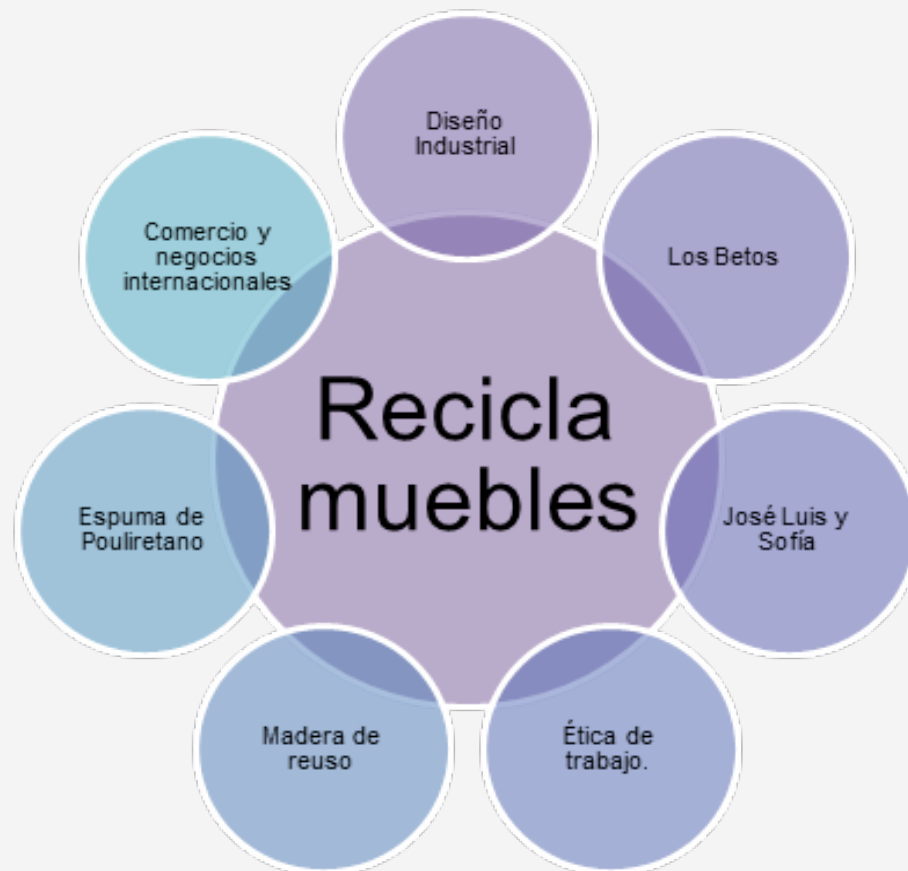 Recicla
muebles
Diseño
Industrial
Los Betos
José Luis y
Sofía
Ética de
trabajo.
Madera de
reuso
Espuma de
Pouliretano
Comercio y
negocios
internacionales